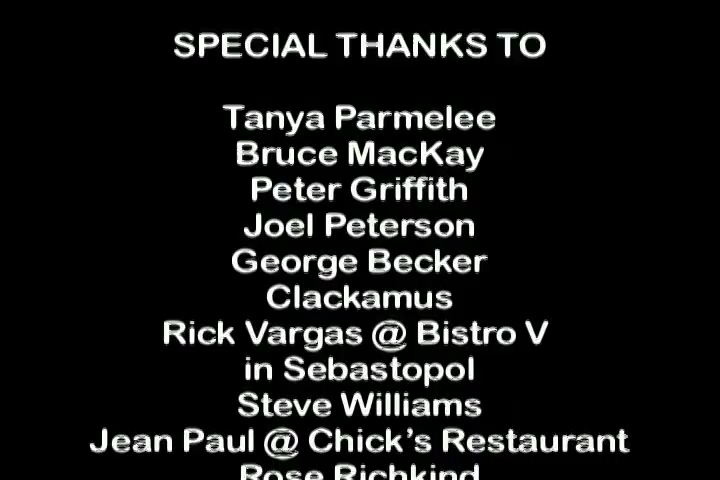 SPECIAL THANKS TO
Tanya Parmelee
Bruce MacKay
Peter Griffith
Joel Peterson
George Becker
Clackamus
Rick Vargas @ Bistro V
in Sebastopol
Steve Williams
Jean Paul @ Chick's Restaurant
Rose Richkind